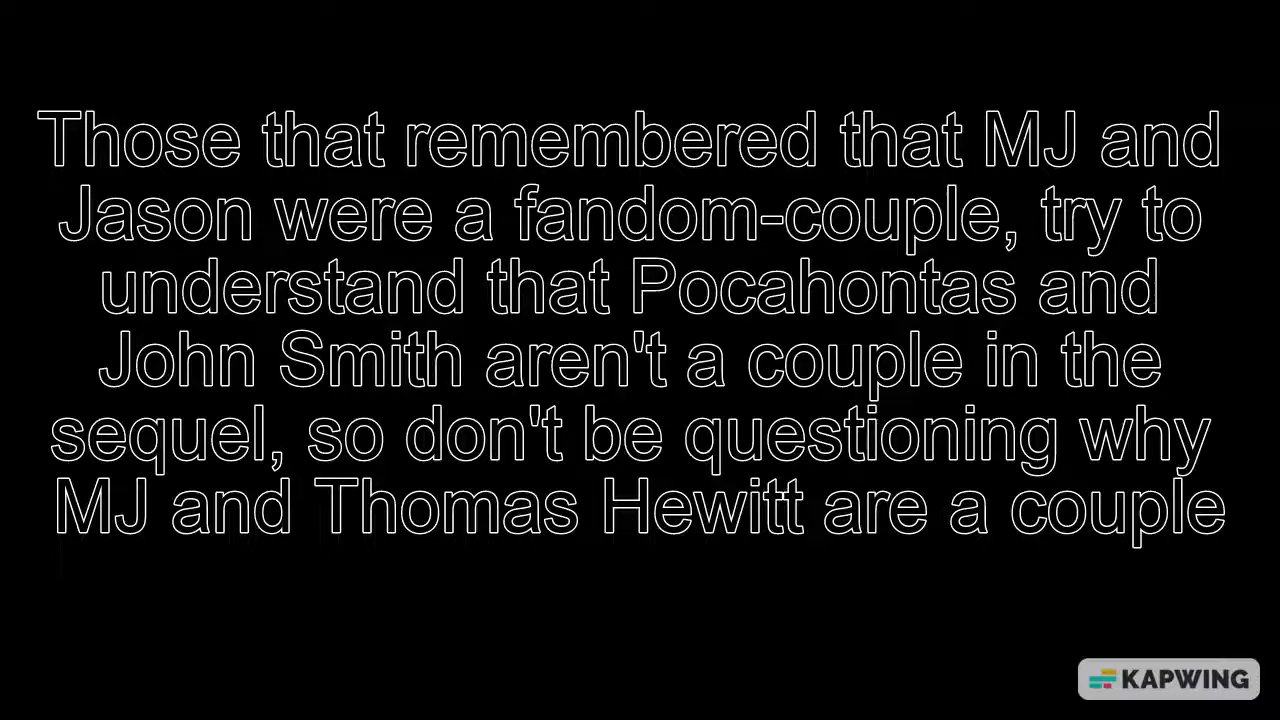 Those that remembered that MJ and
Jason were a fandom-couple, try to
understand that Pocahontas and
John Smith aren't a couple in the
sequel, so don't be questioning why
MJ and Thomas Hewitt are a couple
KAPWING